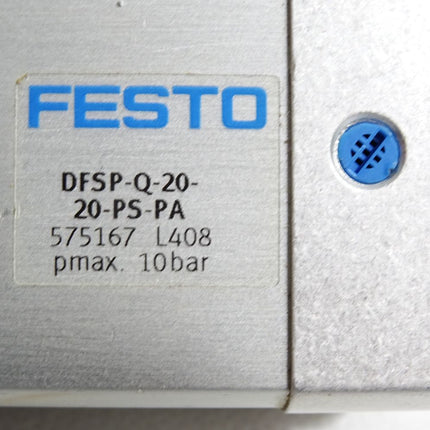 FESTO
DFSP-Q-20-
20-PS-PA
575167 L408
pmax. 10bar